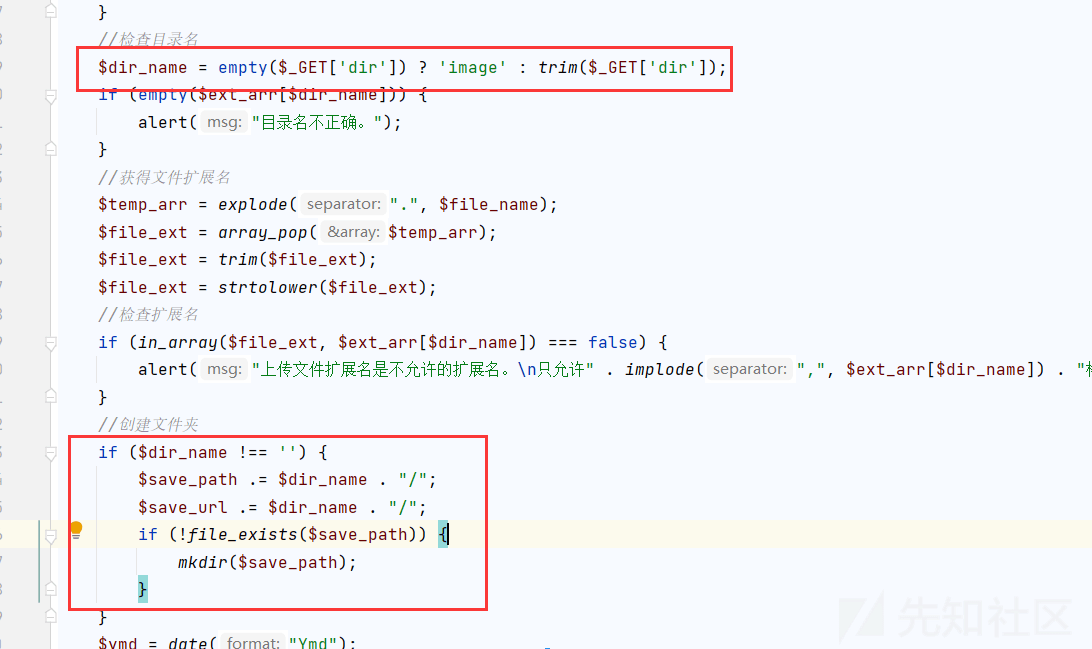 }
//检查目录名
$dir_name = empty($_GET['dir']) ? 'image' : trim($_GET['dir']);
if (empty($ext_arr[$dir_name])) {
alert( msg: "目录名不正确。");
}
//获得文件扩展名
$temp_arr = explode( separator: ".", $file_name);
$file_ext = array_pop( &array: $temp_arr);
$file_ext = trim($file_ext);
$file_ext = strtolower($file_ext);
//检查扩展名
if (in_array($file_ext, $ext_arr[$dir_name]) === false) {
alert( msg: "上传文件扩展名是不允许的扩展名。\n只允许" . implode( separator: ",", $ext_arr[$dir_name]) . "
}
//创建文件夹
if ($dir_name !== '') {
$save_path .= $dir_name . "/";
$save_url .= $dir_name . "/";
if (!file_exists($save_path)) {
mkdir($save_path);
}
}
$ymd = date( format: "Ymd");
先知社区